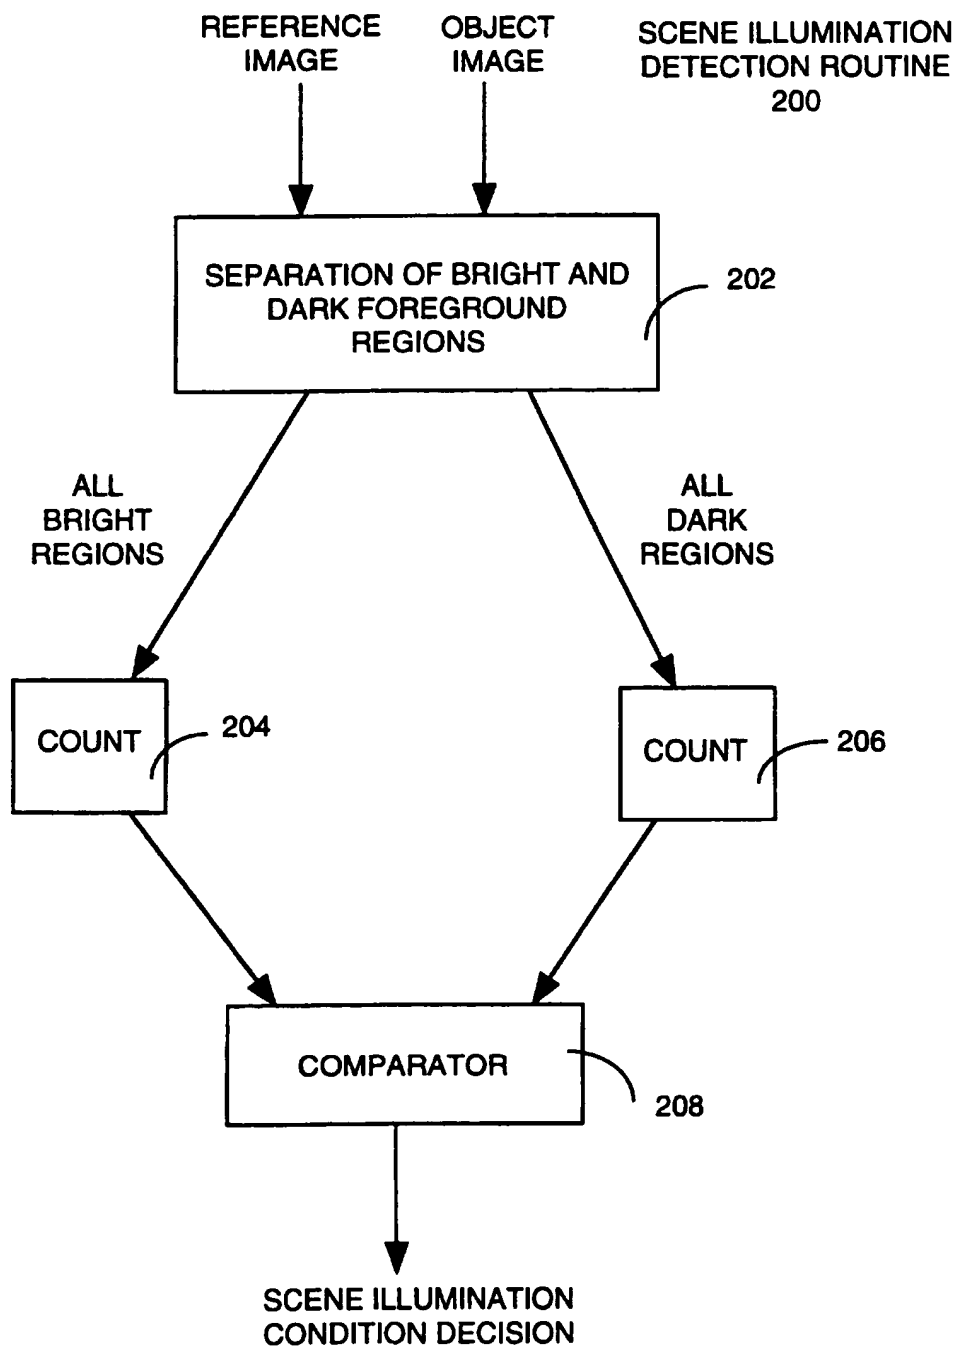 REFERENCE
IMAGE
OBJECT
IMAGE
SCENE ILLUMINATION
DETECTION ROUTINE
200
SEPARATION OF BRIGHT AND
DARK FOREGROUND
REGIONS
202
ALL
BRIGHT
REGIONS
ALL
DARK
REGIONS
COUNT
204
COUNT
206
COMPARATOR
208
SCENE ILLUMINATION
CONDITION DECISION